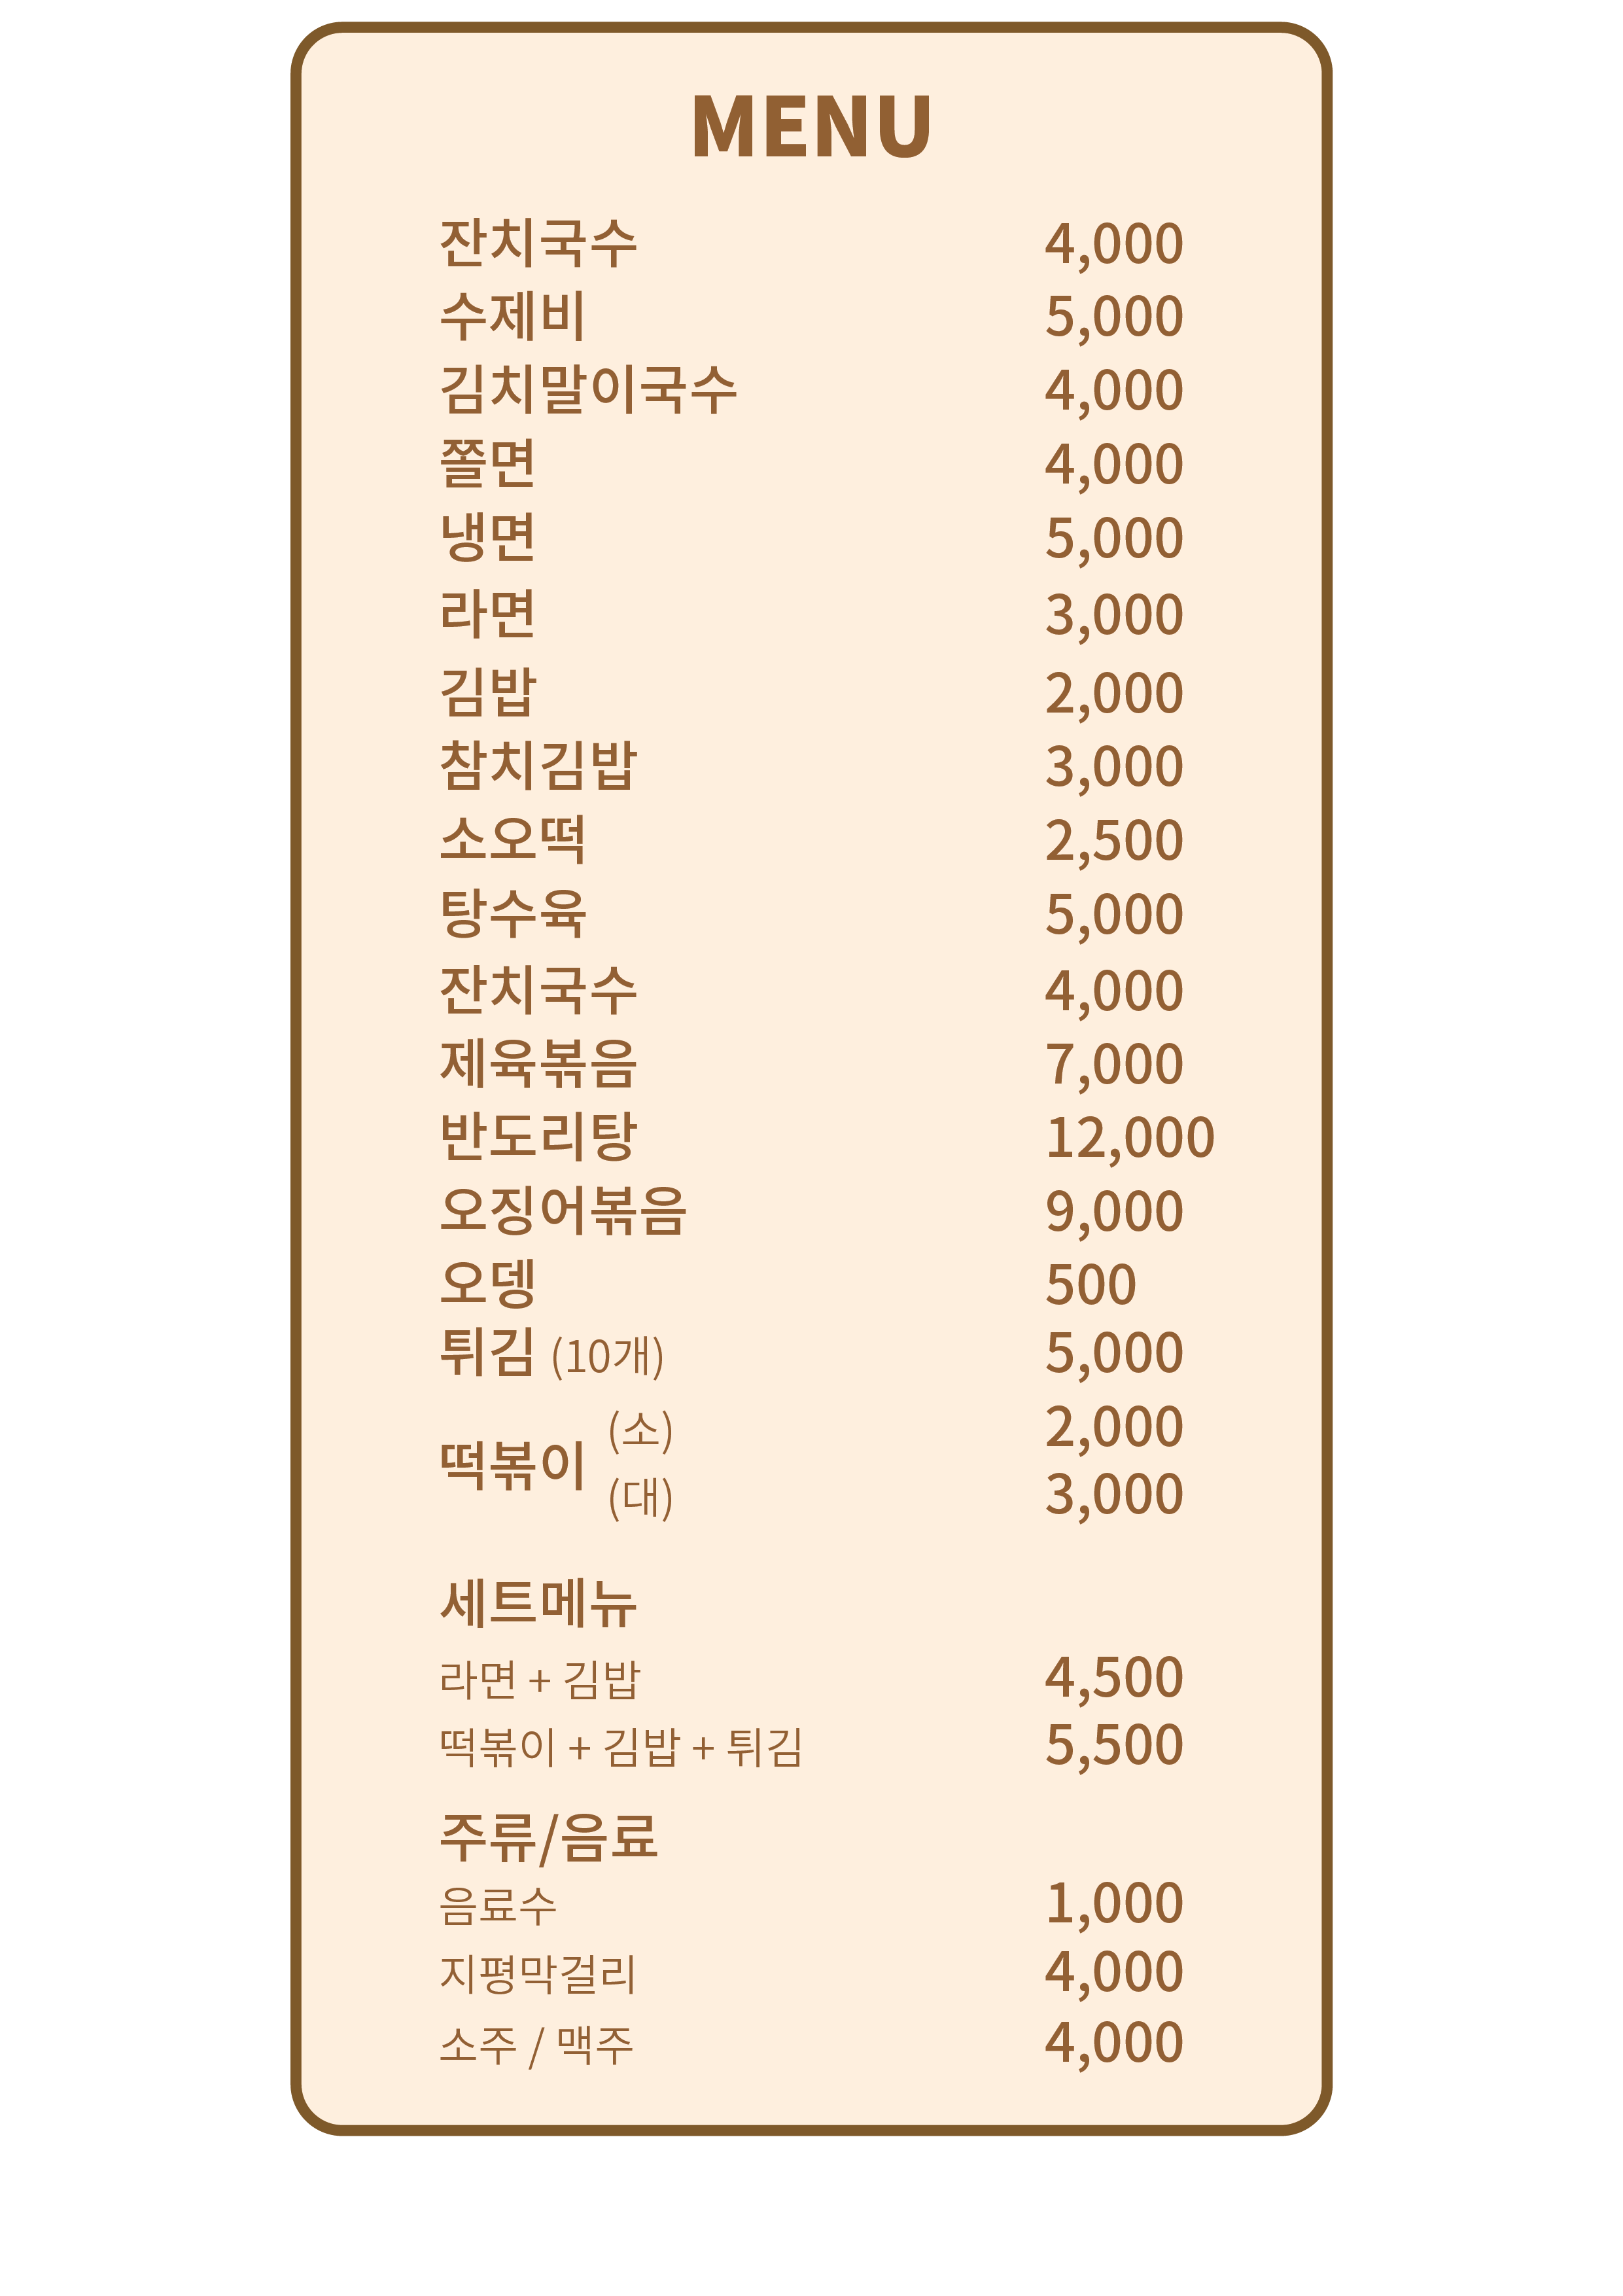 MENU
잔치국수 4,000
수제비 5,000
김치말이국수 4,000
쫄면 4,000
냉면 5,000
라면 3,000
김밥 2,000
참치김밥 3,000
소오떡 2,500
탕수육 5,000
잔치국수 4,000
제육볶음 7,000
반도리탕 12,000
오징어볶음 9,000
오뎅 500
튀김 (10개) 5,000
떡볶이 (소) 2,000
(대) 3,000
세트메뉴
라면 + 김밥 4,500
떡볶이 + 김밥 + 튀김 5,500
주류/음료
음료수 1,000
지평막걸리 4,000
소주 / 맥주 4,000